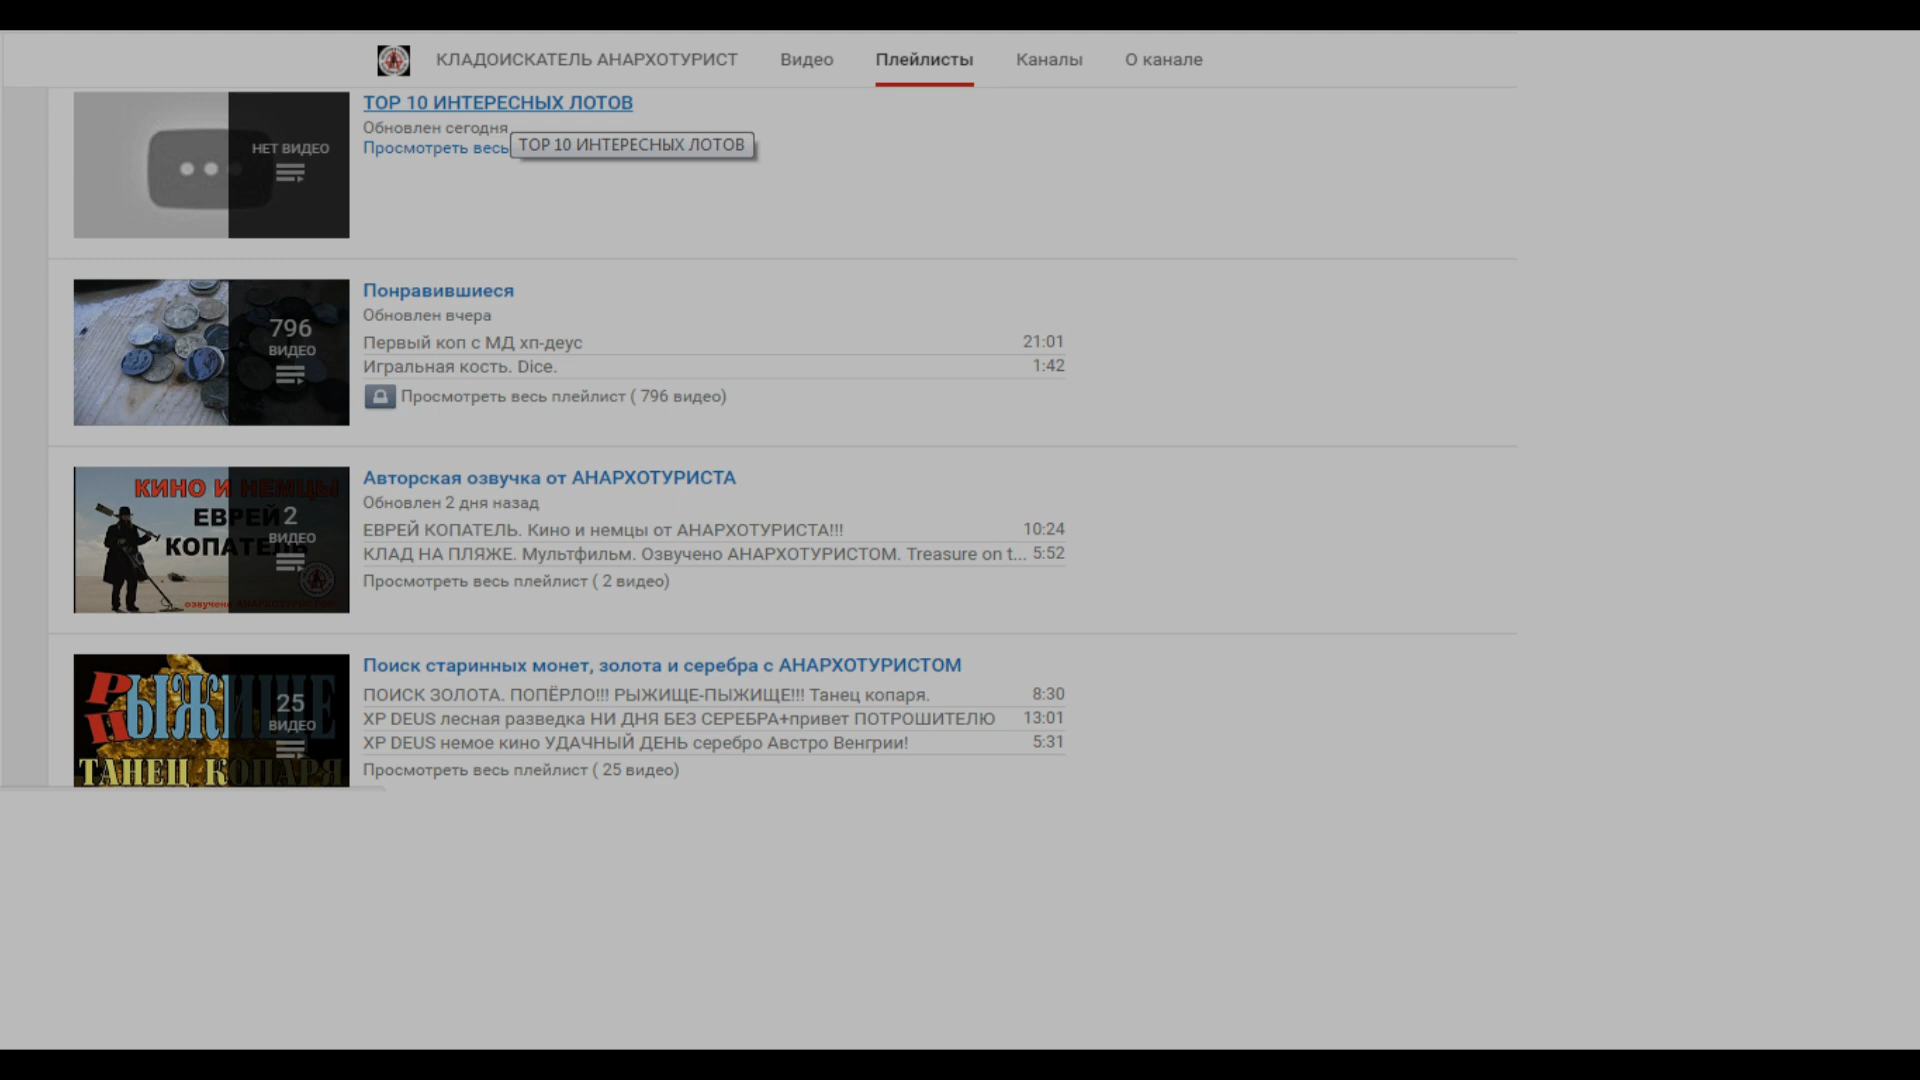 КЛАДОИСКАТЕЛЬ АНАРХОТУРИСТ Видео Плейлисты Каналы О канале
TOP 10 ИНТЕРЕСНЫХ ЛОТОВ
Обновлен сегодня
Просмотреть весь
TOP 10 ИНТЕРЕСНЫХ ЛОТОВ
НЕТ ВИДЕО
Понравившиеся
Обновлен вчера
Первый коп с МД хп-деус 21:01
Игральная кость. Dice. 1:42
Просмотреть весь плейлист ( 796 видео)
796
ВИДЕО
Авторская озвучка от АНАРХОТУРИСТА
Обновлен 2 дня назад
ЕВРЕЙ КОПАТЕЛЬ. Кино и немцы от АНАРХОТУРИСТА!!! 10:24
КЛАД НА ПЛЯЖЕ. Мультфильм. Озвучено АНАРХОТУРИСТОМ. Treasure on t... 5:52
Просмотреть весь плейлист ( 2 видео)
КИНО И НЕМЦЫ
ЕВРЕЙ
КОПАТЕЛЬ
2
ВИДЕО
Поиск старинных монет, золота и серебра с АНАРХОТУРИСТОМ
ПОИСК ЗОЛОТА. ПОПЁРЛО!!! РЫЖИЩЕ-ПЫЖИЩЕ!!! Танец копаря. 8:30
XP DEUS лесная разведка НИ ДНЯ БЕЗ СЕРЕБРА+привет ПОТРОШИТЕЛЮ 13:01
XP DEUS немое кино УДАЧНЫЙ ДЕНЬ серебро Австро Венгрии! 5:31
Просмотреть весь плейлист ( 25 видео)
РПЫЖИЩЕ
25
ВИДЕО
ТАНЕЦ КОПАРЯ